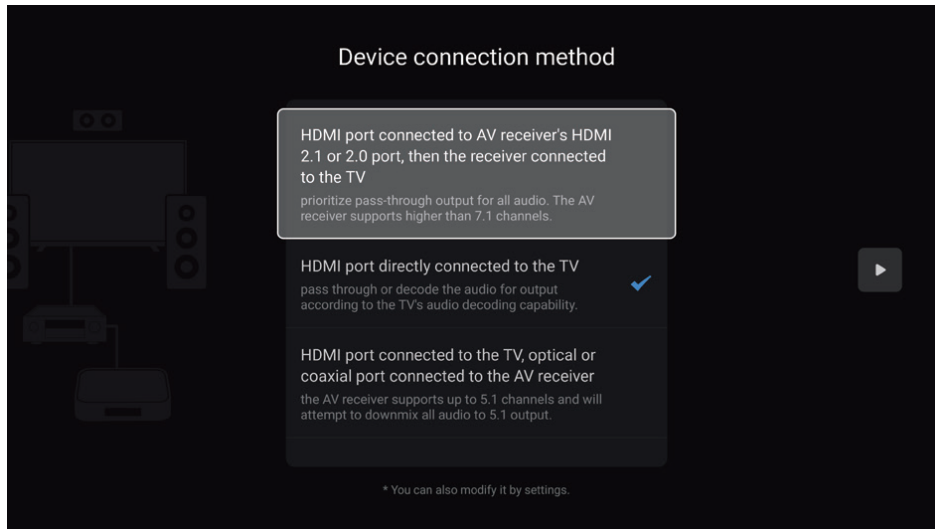 Device connection method
HDMI port connected to AV receiver's HDMI
2.1 or 2.0 port, then the receiver connected
to the TV
prioritize pass-through output for all audio. The AV
receiver supports higher than 7.1 channels.
HDMI port directly connected to the TV
pass through or decode the audio for output
according to the TV's audio decoding capability.
HDMI port connected to the TV, optical or
coaxial port connected to the AV receiver
the AV receiver supports up to 5.1 channels and will
attempt to downmix all audio to 5.1 output.
* You can also modify it by settings.